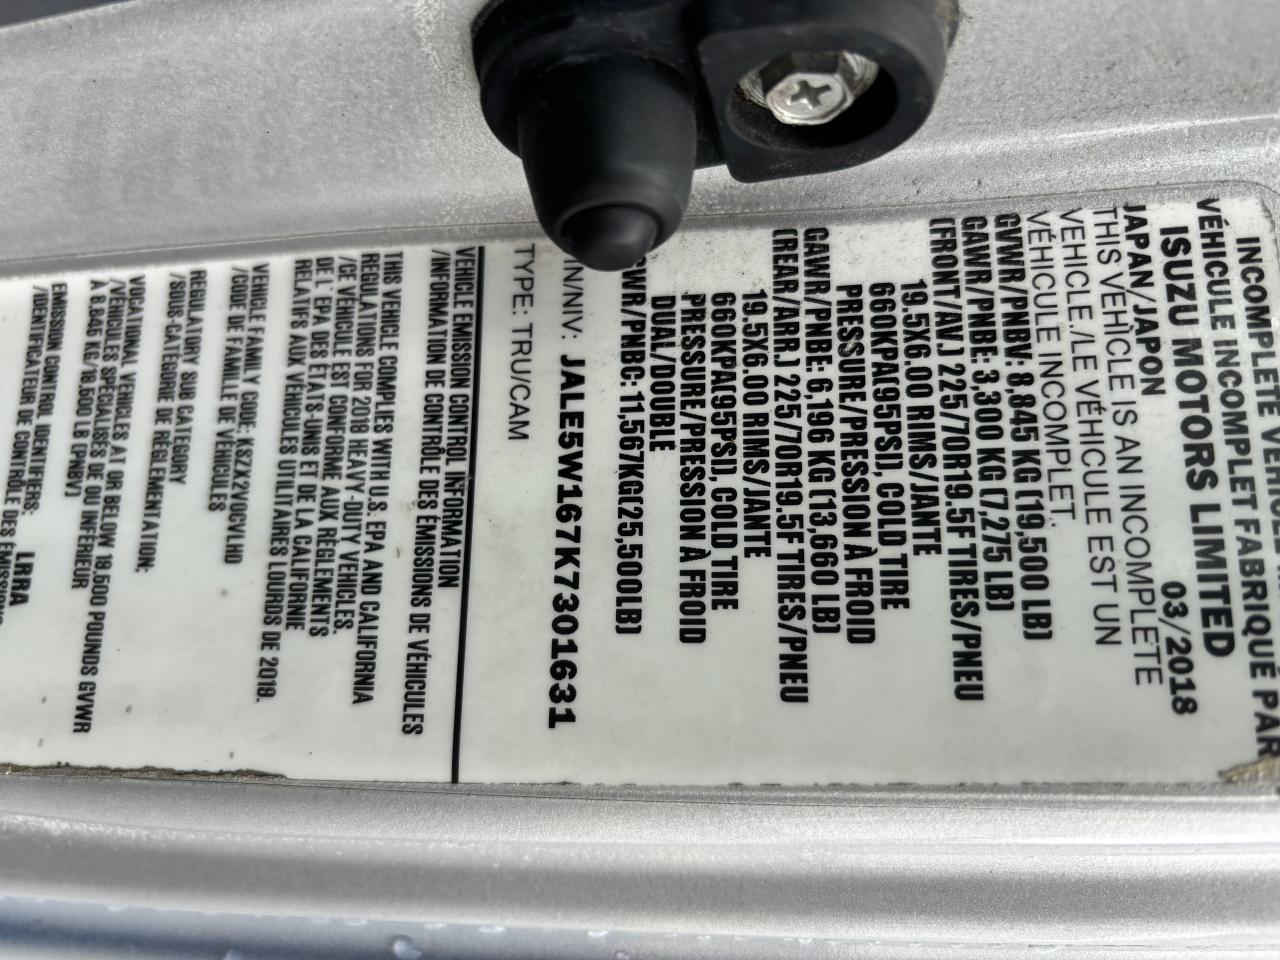 INCOMPLETE VEHICLE
VÉHICULE INCOMPLET FABRIQUÉ PAR
ISUZU MOTORS LIMITED
JAPAN/JAPON 03/2018
THIS VEHICLE IS AN INCOMPLETE
VEHICLE./LE VÉHICULE EST UN
VÉHICULE INCOMPLET.
GVWR/PNBV: 8,845 KG (19,500 LB)
GAWR/PNBE: 3,300 KG (7,275 LB)
(FRONT/AV.) 225/70R19.5F TIRES/PNEU
19.5X6.00 RIMS/JANTE
660KPA(95PSI), COLD TIRE
PRESSURE/PRESSION À FROID
GAWR/PNBE: 6,196 KG (13,660 LB)
(REAR/ARR.) 225/70R19.5F TIRES/PNEU
19.5X6.00 RIMS/JANTE
660KPA(95PSI), COLD TIRE
PRESSURE/PRESSION À FROID
DUAL/DOUBLE
WR/PNBC: 11,567KG(25,500LB)
IN/NIV: JALE5W167K7301631
TYPE: TRU/CAM
VEHICLE EMISSION CONTROL INFORMATION
/INFORMATION DE CONTRÔLE DES ÉMISSIONS DE VÉHICULES
THIS VEHICLE COMPLIES WITH U.S. EPA AND CALIFORNIA
REGULATIONS FOR 2018 HEAVY-DUTY VEHICLES.
/CE VÉHICULE EST CONFORME AUX RÈGLEMENTS
DE L' EPA DES ÉTATS-UNIS ET DE LA CALIFORNIE
RELATIFS AUX VÉHICULES UTILITAIRES LOURDS DE 2018.
VEHICLE FAMILY CODE: KSZX2VOCVLHD
/CODE DE FAMILLE DE VÉHICULES
REGULATORY SUB CATEGORY
/SOUS-CATÉGORIE DE RÉGLEMENTATION:
VOCATIONAL VEHICLES AT OR BELOW 19,500 POUNDS GVWR
/VÉHICULES SPÉCIALISÉS DE OU INFÉRIEUR
À 8,845 KG/19,500 LB (PNBV)
EMISSION CONTROL IDENTIFIERS: LRRA
/IDENTIFICATEUR DE CONTRÔLE DES